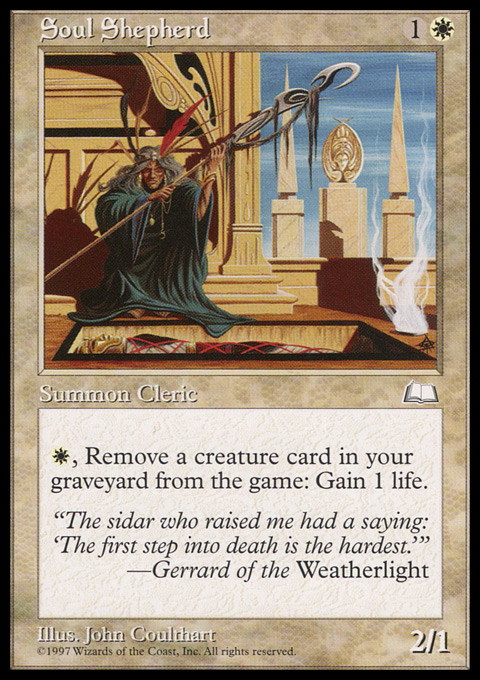 Soul Shepherd 1
Summon Cleric
, Remove a creature card in your
graveyard from the game: Gain 1 life.
“The sidar who raised me had a saying:
‘The first step into death is the hardest.’”
—Gerrard of the Weatherlight
Illus. John Coulthart
2/1
©1997 Wizards of the Coast, Inc. All rights reserved.